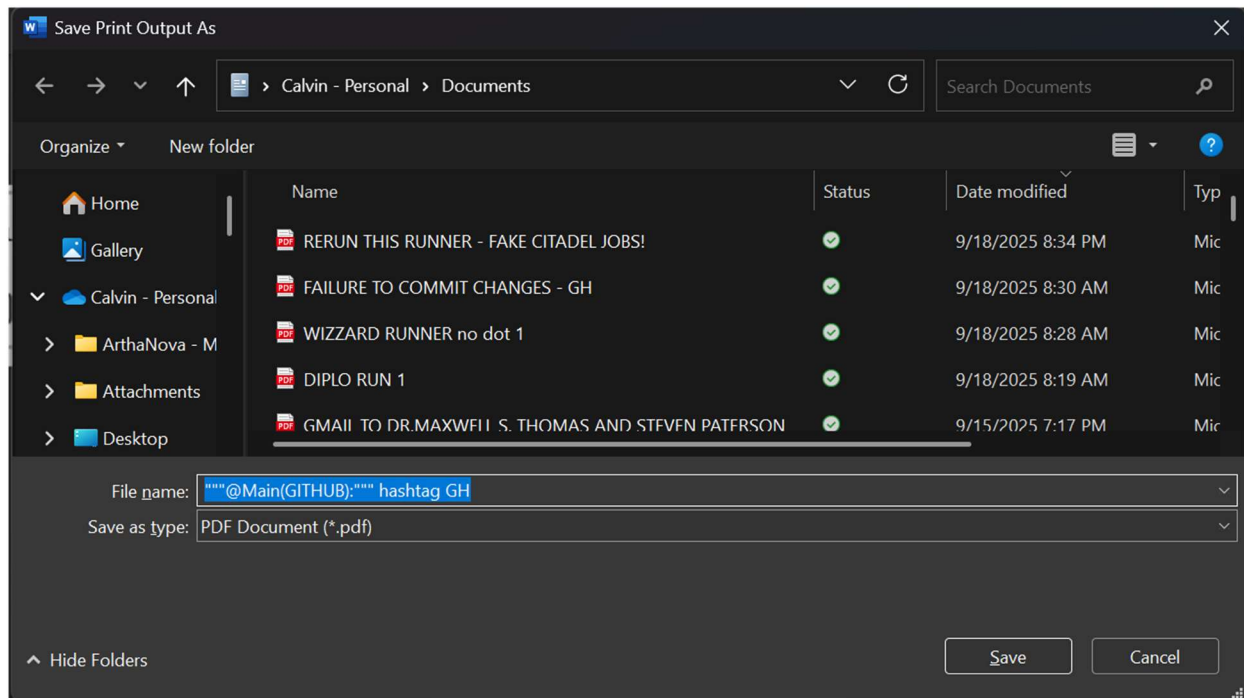 Save Print Output As
Calvin - Personal > Documents
Search Documents
Organize
New folder
Name Status Date modified Typ
Home
Gallery
Calvin - Personal
ArthaNova - M
Attachments
Desktop
RERUN THIS RUNNER - FAKE CITADEL JOBS! 9/18/2025 8:34 PM Mic
FAILURE TO COMMIT CHANGES - GH 9/18/2025 8:30 AM Mic
WIZZARD RUNNER no dot 1 9/18/2025 8:28 AM Mic
DIPLO RUN 1 9/18/2025 8:19 AM Mic
GMAIL TO DR.MAXWELL S. THOMAS AND STEVEN PATERSON 9/15/2025 7:17 PM Mic
File name: """@Main(GITHUB):""" hashtag GH
Save as type: PDF Document (*.pdf)
Hide Folders
Save
Cancel